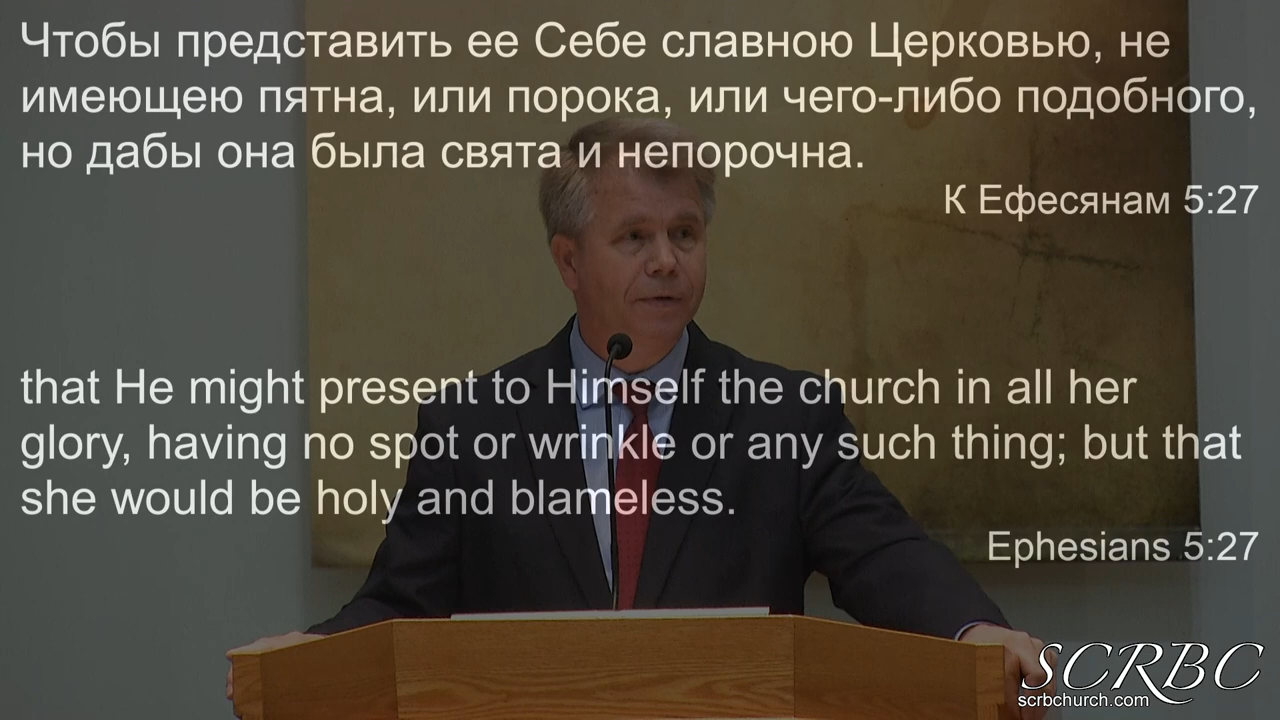 Чтобы представить ее Себе славною Церковью, не
имеющею пятна, или порока, или чего-либо подобного,
но дабы она была свята и непорочна.
К Ефесянам 5:27
that He might present to Himself the church in all her
glory, having no spot or wrinkle or any such thing; but that
she would be holy and blameless.
Ephesians 5:27
SCRBC
scrbchurch.com